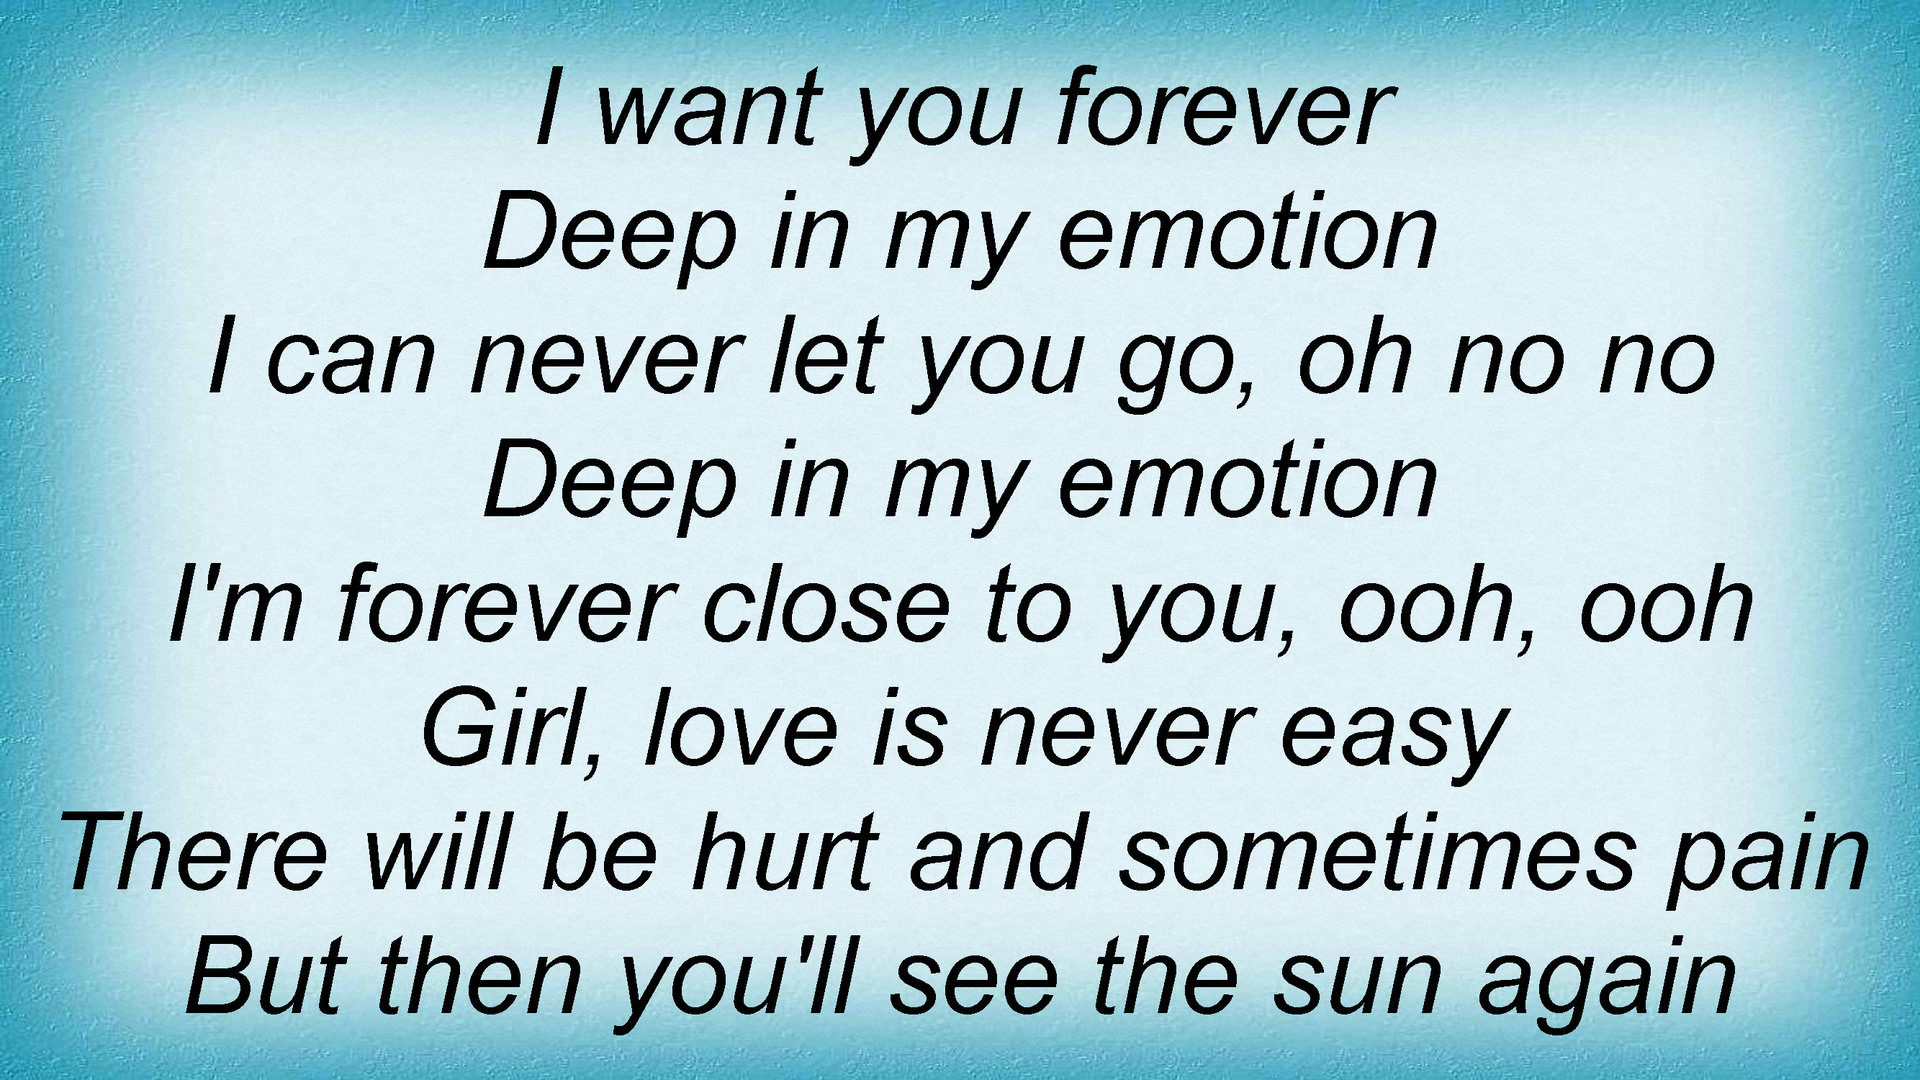 I want you forever
Deep in my emotion
I can never let you go, oh no no
Deep in my emotion
I'm forever close to you, ooh, ooh
Girl, love is never easy
There will be hurt and sometimes pain
But then you'll see the sun again